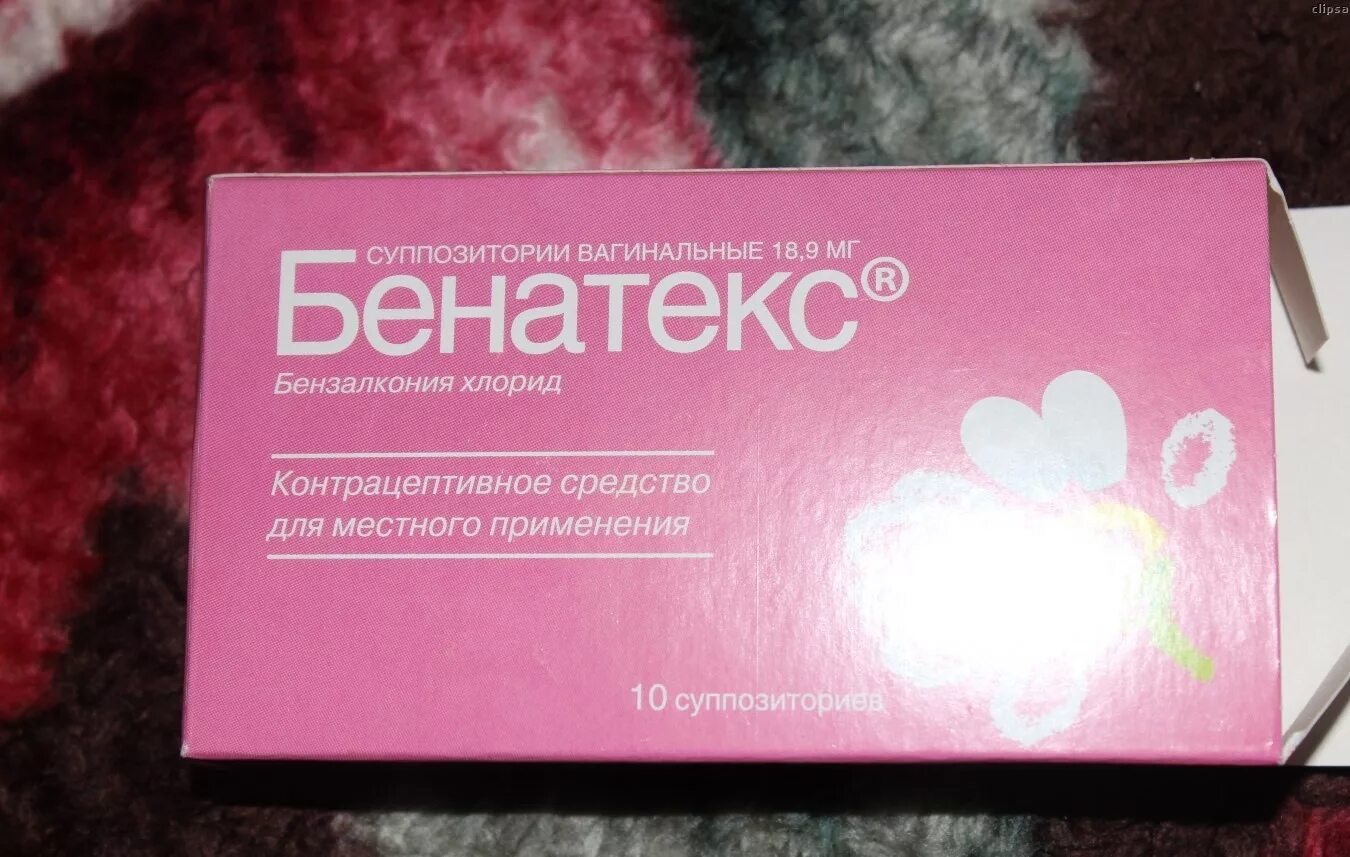 clipsa
СУППОЗИТОРИИ ВАГИНАЛЬНЫЕ 18,9 МГ
БЕНАТЕКС®
Бензалкония хлорид
Контрацептивное средство
для местного применения
10 суппозиториев